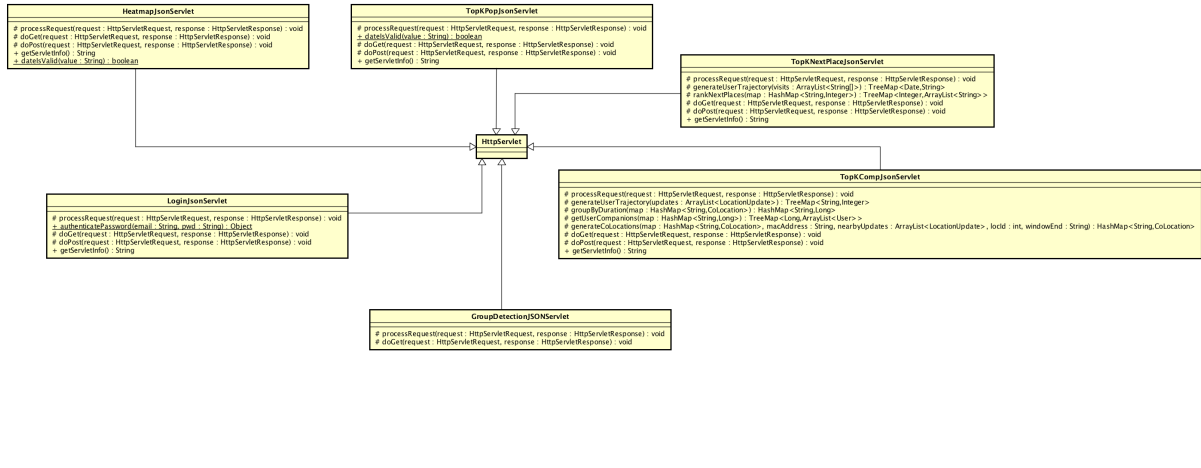 HeatmapJsonServlet
# processRequest(request : HttpServletRequest, response : HttpServletResponse) : void
# doGet(request : HttpServletRequest, response : HttpServletResponse) : void
# doPost(request : HttpServletRequest, response : HttpServletResponse) : void
+ getServletInfo() : String
+ dateIsValid(value : String) : boolean
TopKPopJsonServlet
# processRequest(request : HttpServletRequest, response : HttpServletResponse) : void
+ dateIsValid(value : String) : boolean
# doGet(request : HttpServletRequest, response : HttpServletResponse) : void
# doPost(request : HttpServletRequest, response : HttpServletResponse) : void
+ getServletInfo() : String
TopKNextPlaceJsonServlet
# processRequest(request : HttpServletRequest, response : HttpServletResponse) : void
# generateUserTrajectory(visits : ArrayList<String[]>) : TreeMap<Date,String>
# rankNextPlaces(map : HashMap<String,Integer>) : TreeMap<Integer,ArrayList<String>>
# doGet(request : HttpServletRequest, response : HttpServletResponse) : void
# doPost(request : HttpServletRequest, response : HttpServletResponse) : void
+ getServletInfo() : String
HttpServlet
TopKCompJsonServlet
# processRequest(request : HttpServletRequest, response : HttpServletResponse) : void
# generateUserTrajectory(updates : ArrayList<LocationUpdate>) : TreeMap<String,Integer>
# groupByDuration(map : HashMap<String,CoLocation>) : HashMap<String,Long>
# getUserCompanions(map : HashMap<String,Long>) : TreeMap<Long,ArrayList<User>>
# generateCoLocations(map : HashMap<String,CoLocation>, macAddress : String, nearbyUpdates : ArrayList<LocationUpdate>, locId : int, windowEnd : String) : HashMap<String,CoLocation>
# doGet(request : HttpServletRequest, response : HttpServletResponse) : void
# doPost(request : HttpServletRequest, response : HttpServletResponse) : void
+ getServletInfo() : String
LoginJsonServlet
# processRequest(request : HttpServletRequest, response : HttpServletResponse) : void
+ authenticatePassword(email : String, pwd : String) : Object
# doGet(request : HttpServletRequest, response : HttpServletResponse) : void
# doPost(request : HttpServletRequest, response : HttpServletResponse) : void
+ getServletInfo() : String
GroupDetectionJSONServlet
# processRequest(request : HttpServletRequest, response : HttpServletResponse) : void
# doGet(request : HttpServletRequest, response : HttpServletResponse) : void